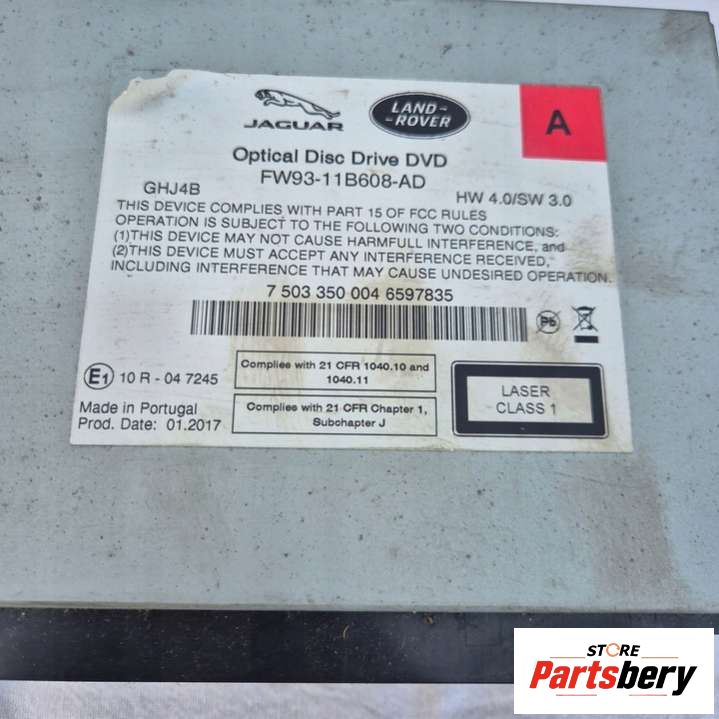 JAGUAR
LAND-
-ROVER
A
Optical Disc Drive DVD
FW93-11B608-AD
GHJ4B
HW 4.0/SW 3.0
THIS DEVICE COMPLIES WITH PART 15 OF FCC RULES
OPERATION IS SUBJECT TO THE FOLLOWING TWO CONDITIONS:
(1)THIS DEVICE MAY NOT CAUSE HARMFULL INTERFERENCE, and
(2)THIS DEVICE MUST ACCEPT ANY INTERFERENCE RECEIVED,
INCLUDING INTERFERENCE THAT MAY CAUSE UNDESIRED OPERATION.
7 503 350 004 6597835
Pb
E1 10 R - 04 7245
Complies with 21 CFR 1040.10 and
1040.11
Made in Portugal
Prod. Date: 01.2017
Complies with 21 CFR Chapter 1,
Subchapter J
LASER
CLASS 1
STORE
Partsbery